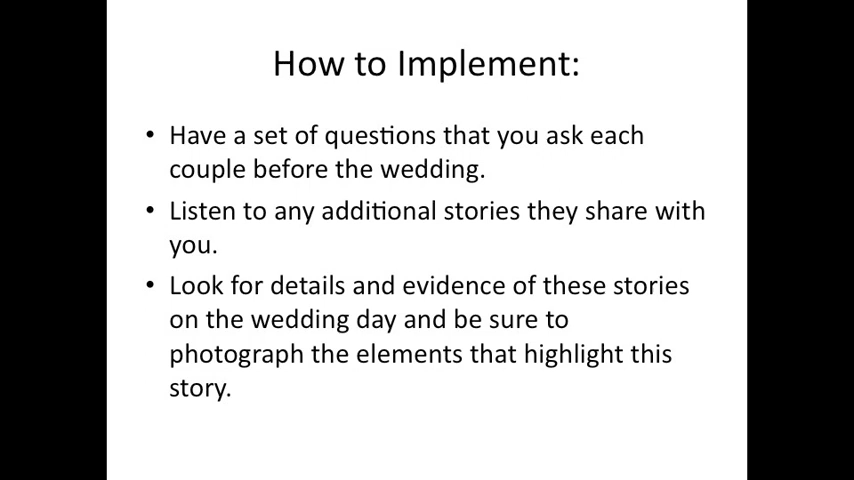 How to Implement:
• Have a set of questions that you ask each
couple before the wedding.
• Listen to any additional stories they share with
you.
• Look for details and evidence of these stories
on the wedding day and be sure to
photograph the elements that highlight this
story.